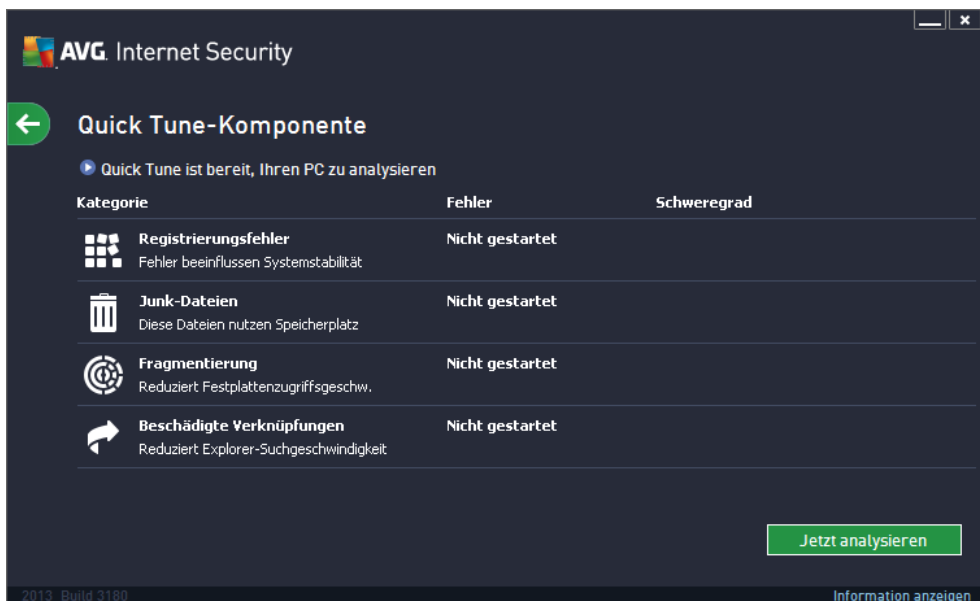 AVG. Internet Security
Quick Tune-Komponente
Quick Tune ist bereit, Ihren PC zu analysieren
Kategorie Fehler Schweregrad
Registrierungsfehler Nicht gestartet
Fehler beeinflussen Systemstabilität
Junk-Dateien Nicht gestartet
Diese Dateien nutzen Speicherplatz
Fragmentierung Nicht gestartet
Reduziert Festplattenzugriffsgeschw.
Beschädigte Verknüpfungen Nicht gestartet
Reduziert Explorer-Suchgeschwindigkeit
Jetzt analysieren
2013 Build 3180 Information anzeigen